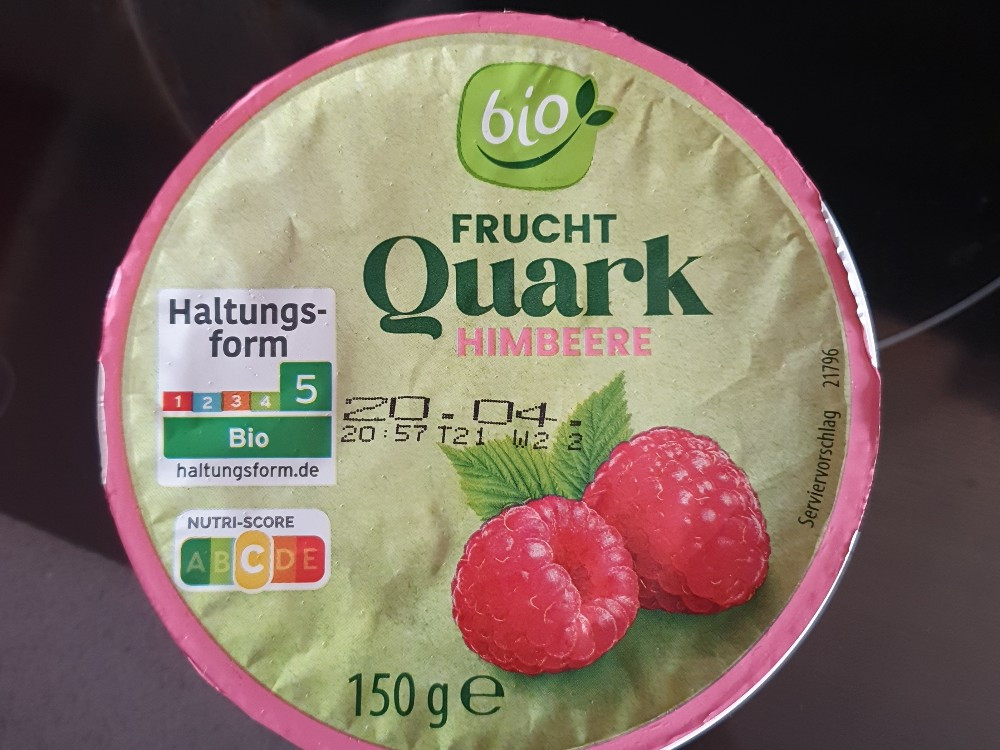 bio
FRUCHT
Quark
HIMBEERE
Haltungs-
form
1 2 3 4 5
Bio
haltungsform.de
20.04.
20:57 T21 W2 2
NUTRI-SCORE
A B C D E
Serviervorschlag 21796
150 g e